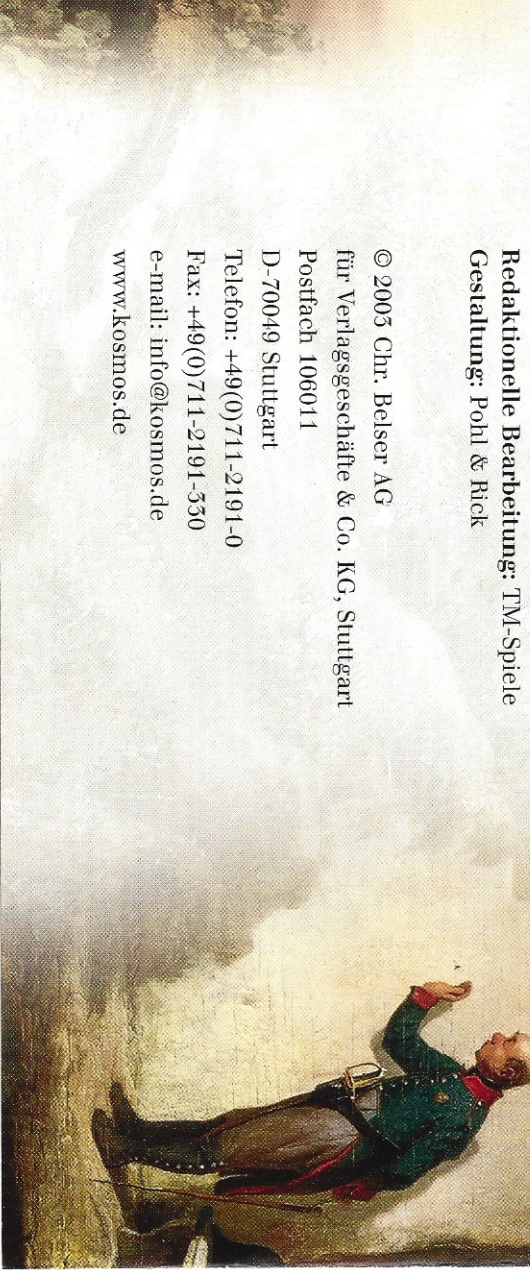 Redaktionelle Bearbeitung: TM-Spiele
Gestaltung: Pohl & Rick
© 2003 Chr. Belser AG
für Verlagsgeschäfte & Co. KG, Stuttgart
Postfach 106011
D-70049 Stuttgart
Telefon: +49(0)711-2191-0
Fax: +49(0)711-2191-330
e-mail: info@kosmos.de
www.kosmos.de